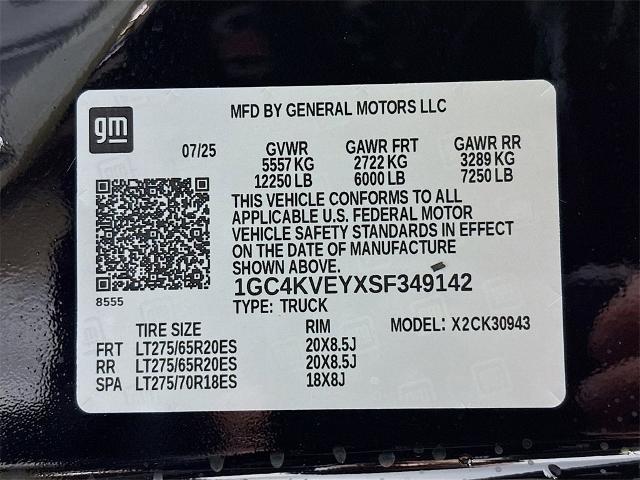 gm
MFD BY GENERAL MOTORS LLC
07/25 GVWR GAWR FRT GAWR RR
5557 KG 2722 KG 3289 KG
12250 LB 6000 LB 7250 LB
THIS VEHICLE CONFORMS TO ALL
APPLICABLE U.S. FEDERAL MOTOR
VEHICLE SAFETY STANDARDS IN EFFECT
ON THE DATE OF MANUFACTURE
SHOWN ABOVE.
1GC4KVEYXSF349142
8555
TYPE: TRUCK
TIRE SIZE RIM MODEL: X2CK30943
FRT LT275/65R20ES 20X8.5J
RR LT275/65R20ES 20X8.5J
SPA LT275/70R18ES 18X8J